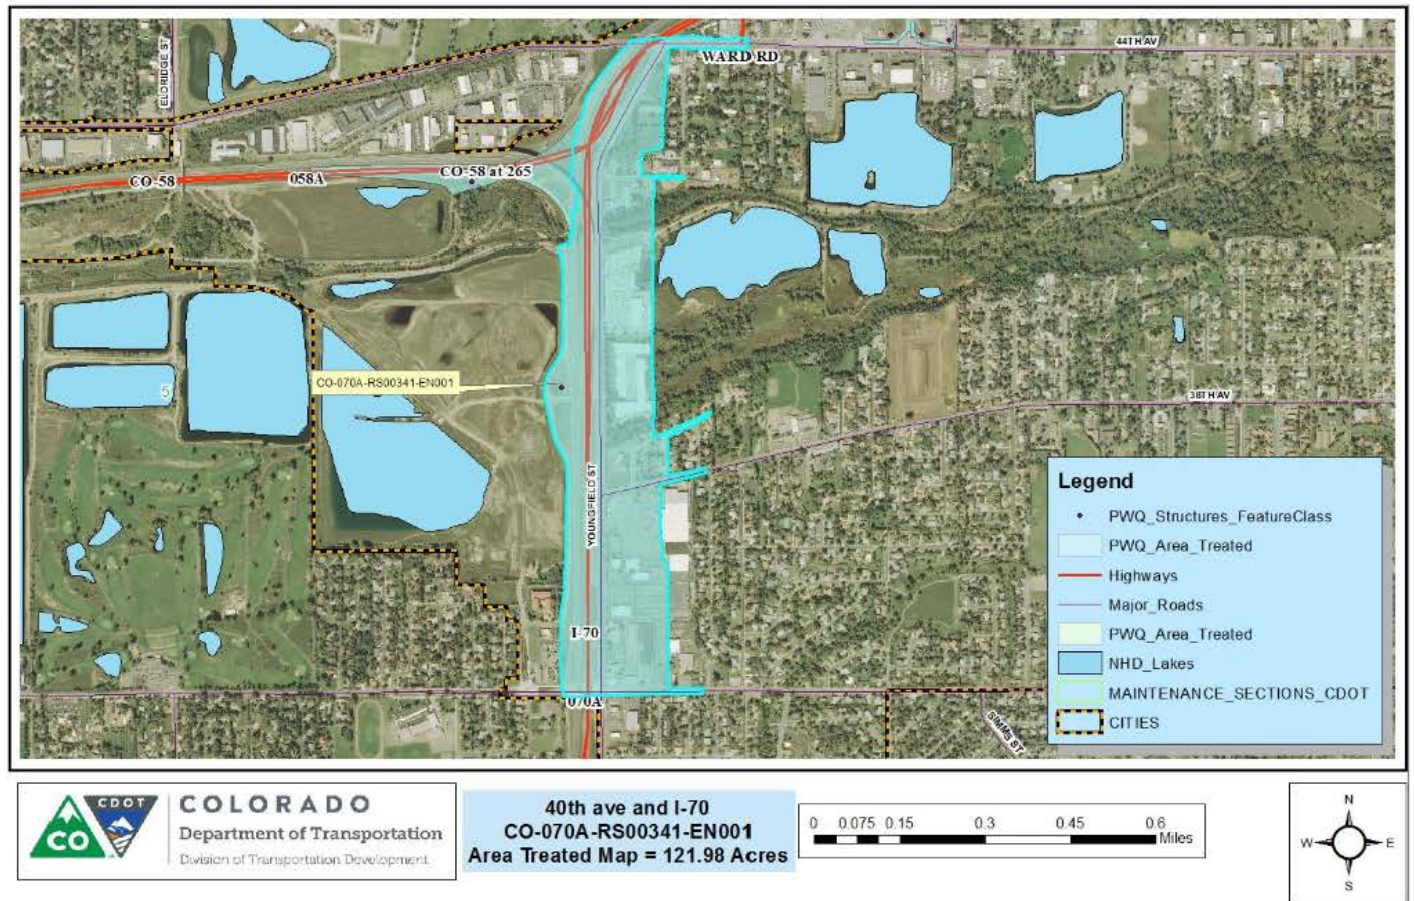 ELDRIDGE ST
44TH AV
WARD RD
CO-58
058A
CO-58 at 265
CO-070A-RS00341-EN001
5
38TH AV
YOUNGFIELD ST
I-70
070A
SIMMS ST
Legend
PWQ_Structures_FeatureClass
PWQ_Area_Treated
Highways
Major_Roads
PWQ_Area_Treated
NHD_Lakes
MAINTENANCE_SECTIONS_CDOT
CITIES
CDOT
CO
COLORADO
Department of Transportation
Division of Transportation Development
40th ave and I-70
CO-070A-RS00341-EN001
Area Treated Map = 121.98 Acres
0 0.075 0.15 0.3 0.45 0.6
Miles
N
W E
S